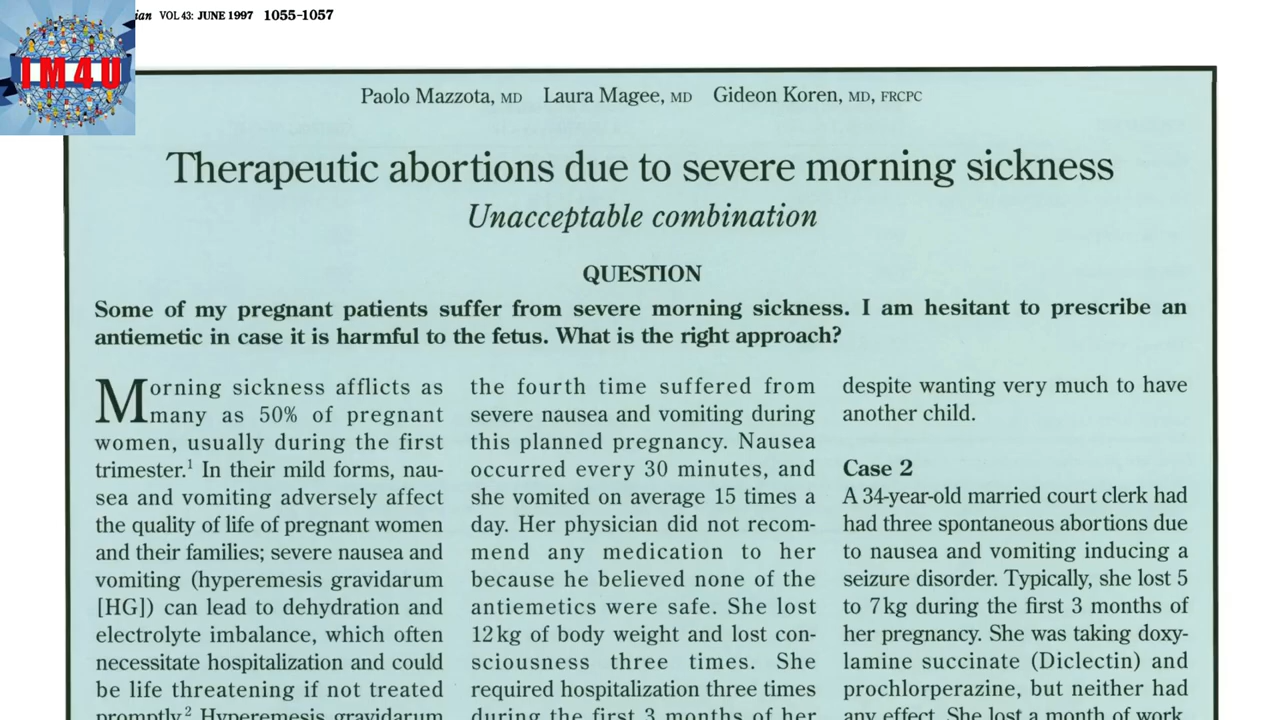 ian VOL 43: JUNE 1997 1055-1057
IM4U
Paolo Mazzota, MD Laura Magee, MD Gideon Koren, MD, FRCPC
Therapeutic abortions due to severe morning sickness
Unacceptable combination
QUESTION
Some of my pregnant patients suffer from severe morning sickness. I am hesitant to prescribe an
antiemetic in case it is harmful to the fetus. What is the right approach?
Morning sickness afflicts as
many as 50% of pregnant
women, usually during the first
trimester.¹ In their mild forms, nau-
sea and vomiting adversely affect
the quality of life of pregnant women
and their families; severe nausea and
vomiting (hyperemesis gravidarum
[HG]) can lead to dehydration and
electrolyte imbalance, which often
necessitate hospitalization and could
be life threatening if not treated
promptly.² Hyperemesis gravidarum
the fourth time suffered from
severe nausea and vomiting during
this planned pregnancy. Nausea
occurred every 30 minutes, and
she vomited on average 15 times a
day. Her physician did not recom-
mend any medication to her
because he believed none of the
antiemetics were safe. She lost
12 kg of body weight and lost con-
sciousness three times. She
required hospitalization three times
during the first 3 months of her
despite wanting very much to have
another child.
Case 2
A 34-year-old married court clerk had
had three spontaneous abortions due
to nausea and vomiting inducing a
seizure disorder. Typically, she lost 5
to 7 kg during the first 3 months of
her pregnancy. She was taking doxy-
lamine succinate (Diclectin) and
prochlorperazine, but neither had
any effect. She lost a month of work